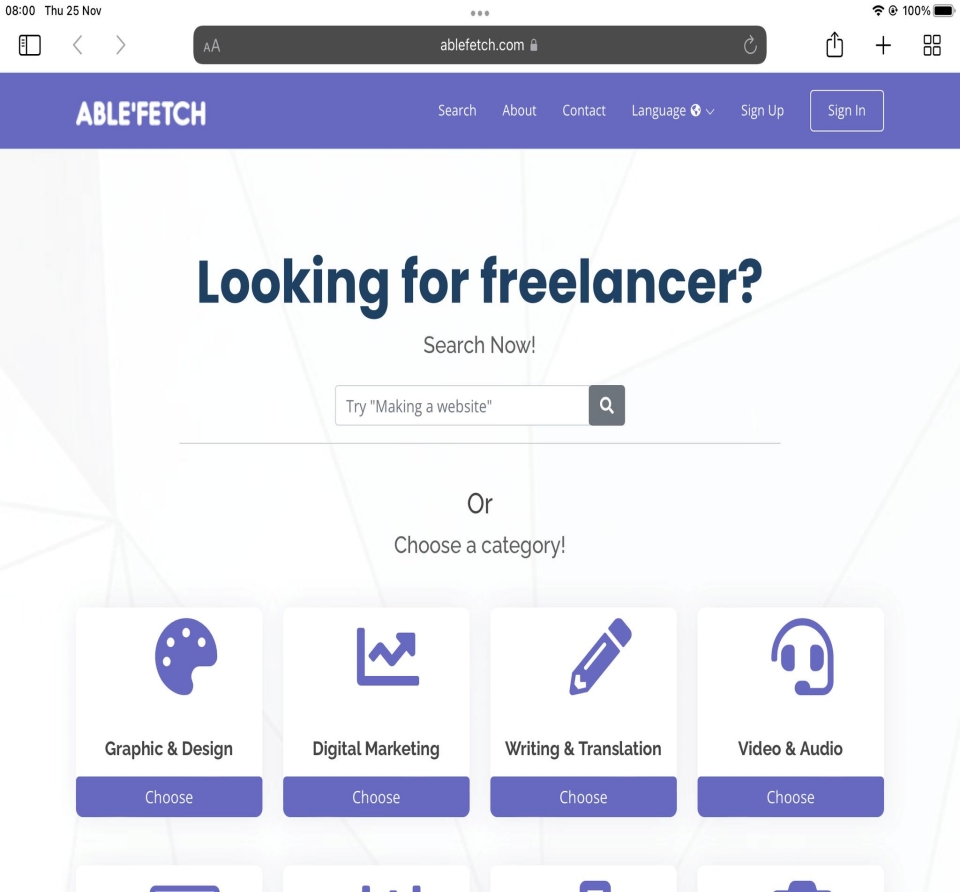 08:00 Thu 25 Nov
100%
AA
ablefetch.com
ABLE'FETCH
Search
About
Contact
Language
Sign Up
Sign In
Looking for freelancer?
Search Now!
Try "Making a website"
Or
Choose a category!
Graphic & Design
Digital Marketing
Writing & Translation
Video & Audio
Choose
Choose
Choose
Choose